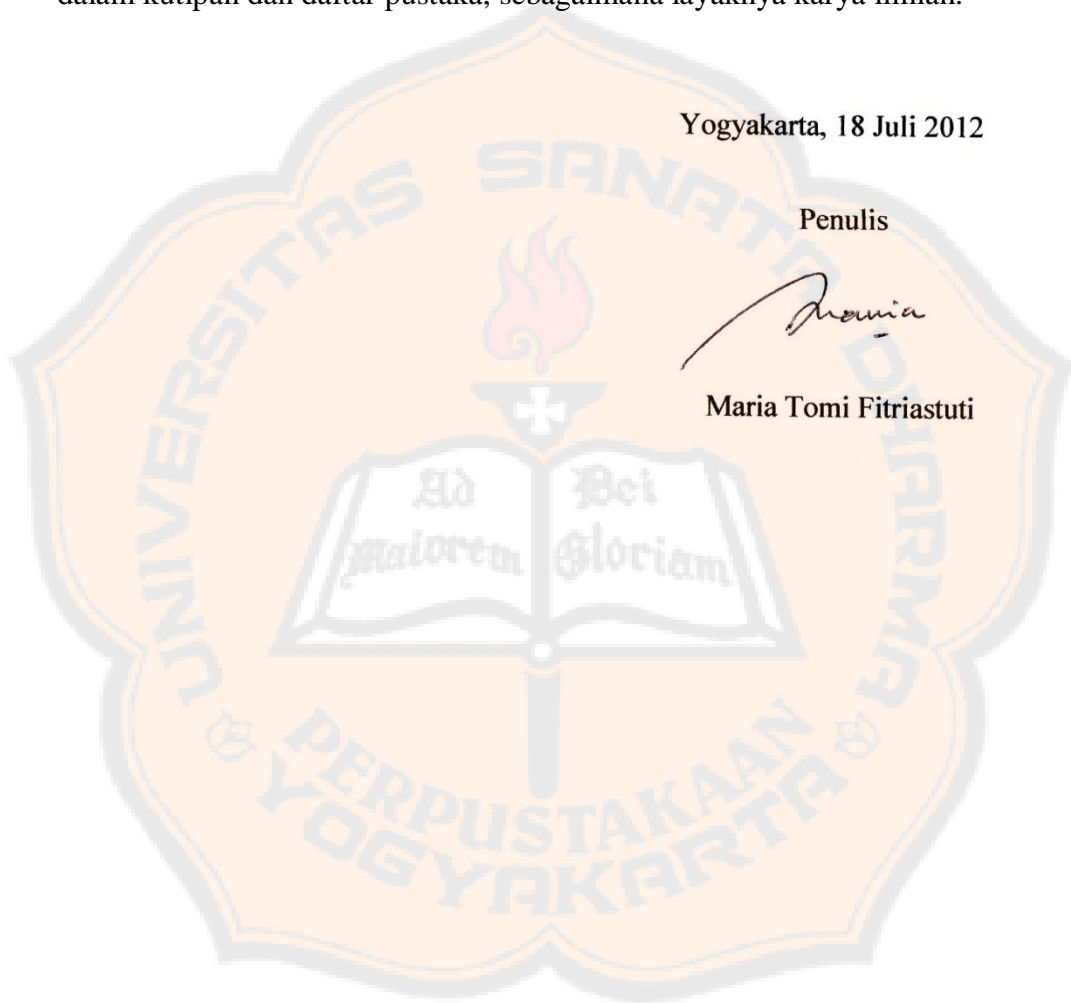 dalam kutipan dan daftar pustaka, sebagaimana layaknya karya ilmiah.
Yogyakarta, 18 Juli 2012
Penulis
Maria
Maria Tomi Fitriastuti
UNIVERSITAS SANATA DHARMA
Ad Dei
Maiorem Gloriam
PERPUSTAKAAN
YOGYAKARTA